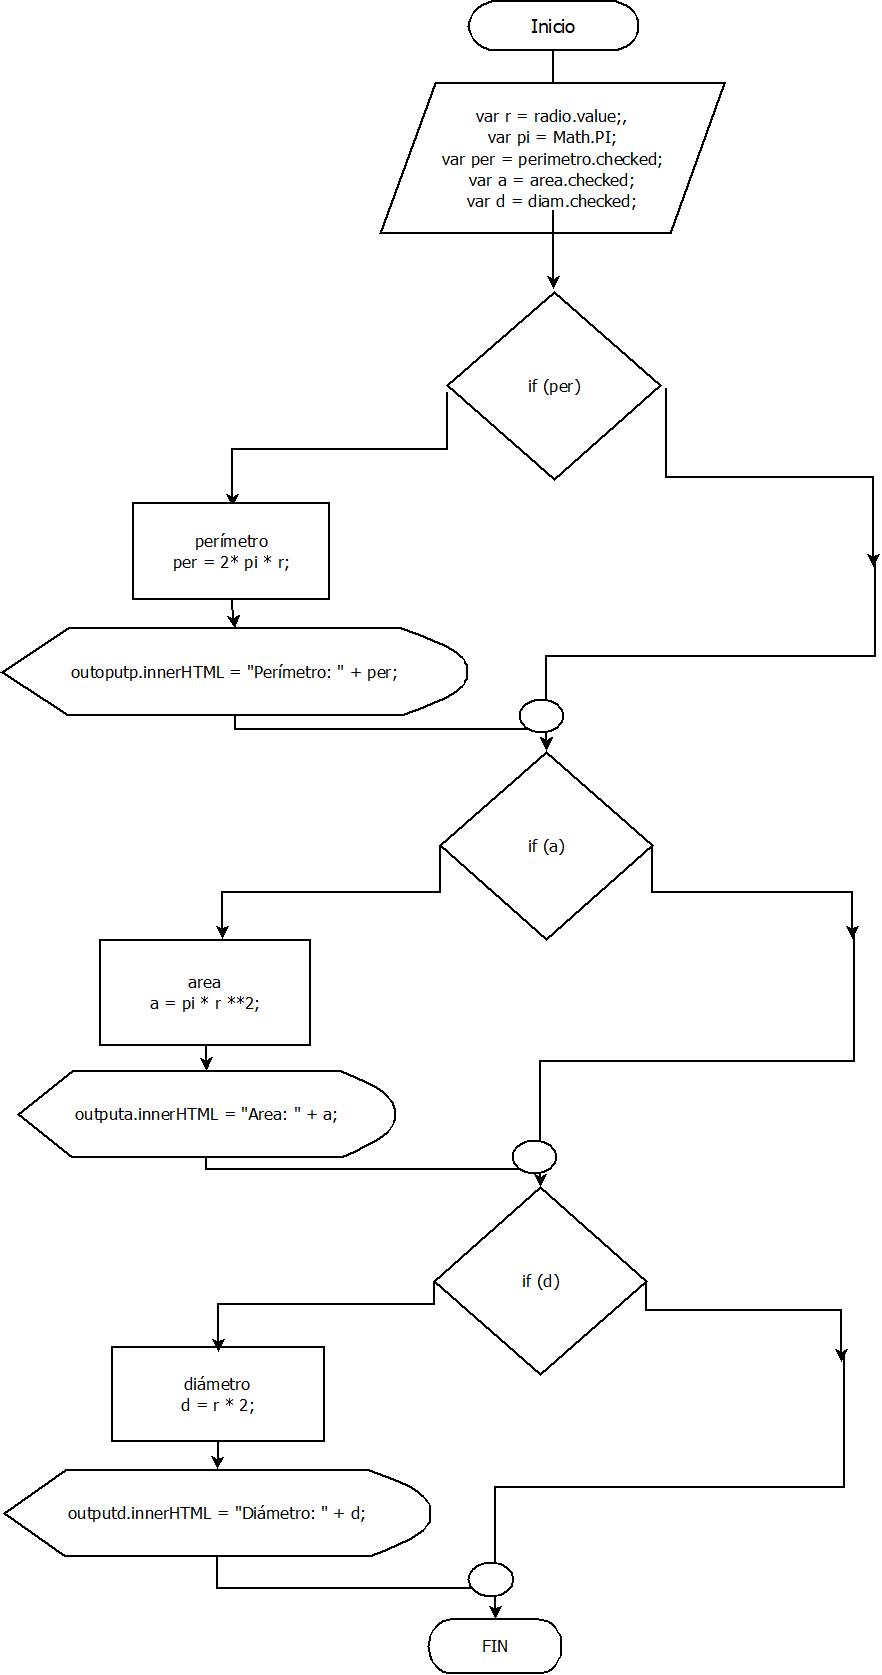 Inicio
var r = radio.value;,
var pi = Math.PI;
var per = perimetro.checked;
var a = area.checked;
var d = diam.checked;
if (per)
perímetro
per = 2* pi * r;
outoputp.innerHTML = "Perímetro: " + per;
if (a)
area
a = pi * r **2;
outputa.innerHTML = "Area: " + a;
if (d)
diámetro
d = r * 2;
outputd.innerHTML = "Diámetro: " + d;
FIN